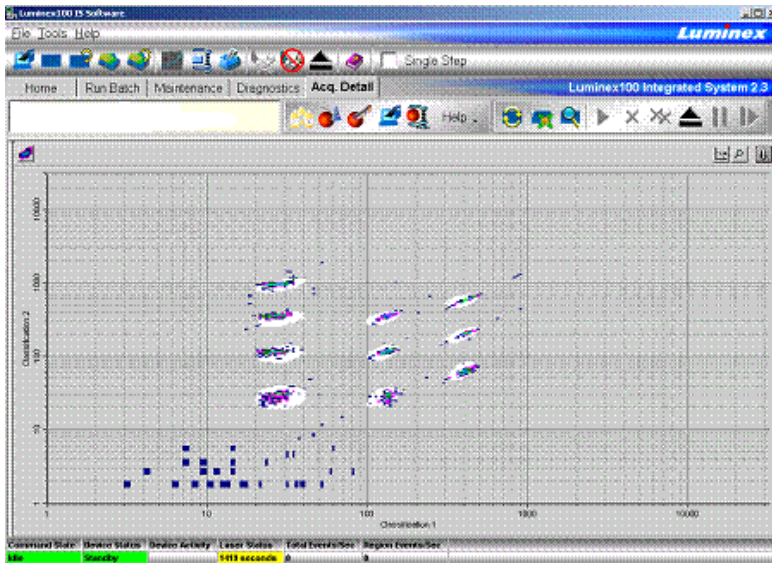 Luminex100 IS Software
File Tools Help
Luminex
Single Step
Home Run Batch Maintenance Diagnostics Acq. Detail
Luminex100 Integrated System 2.3
Help
10000
1000
100
10
1
Classification 2
1 10 100 1000 10000
Classification 1
Command State Device Status Device Activity Laser Status Total Events/Sec Region Events/Sec
Idle Standby 1419 seconds 0 0